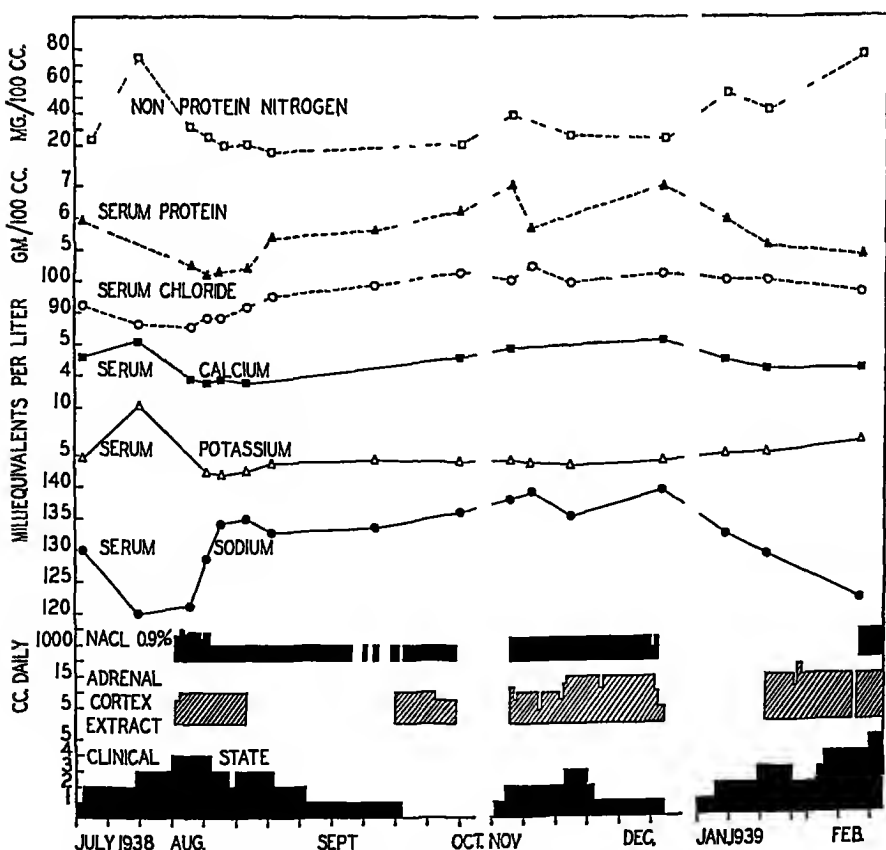 MG./100 CC.
80
60
40
20
NON PROTEIN NITROGEN
GM./100 CC.
7
6
5
SERUM PROTEIN
MILLIEQUIVALENTS PER LITER
100
90
SERUM CHLORIDE
5
4
SERUM CALCIUM
10
5
SERUM POTASSIUM
140
135
130
125
120
SERUM SODIUM
CC. DAILY
1000
NACL 0.9%
15
5
ADRENAL
CORTEX
EXTRACT
5
4
3
2
1
CLINICAL STATE
JULY 1938 AUG. SEPT OCT. NOV DEC. JAN,1939 FEB.